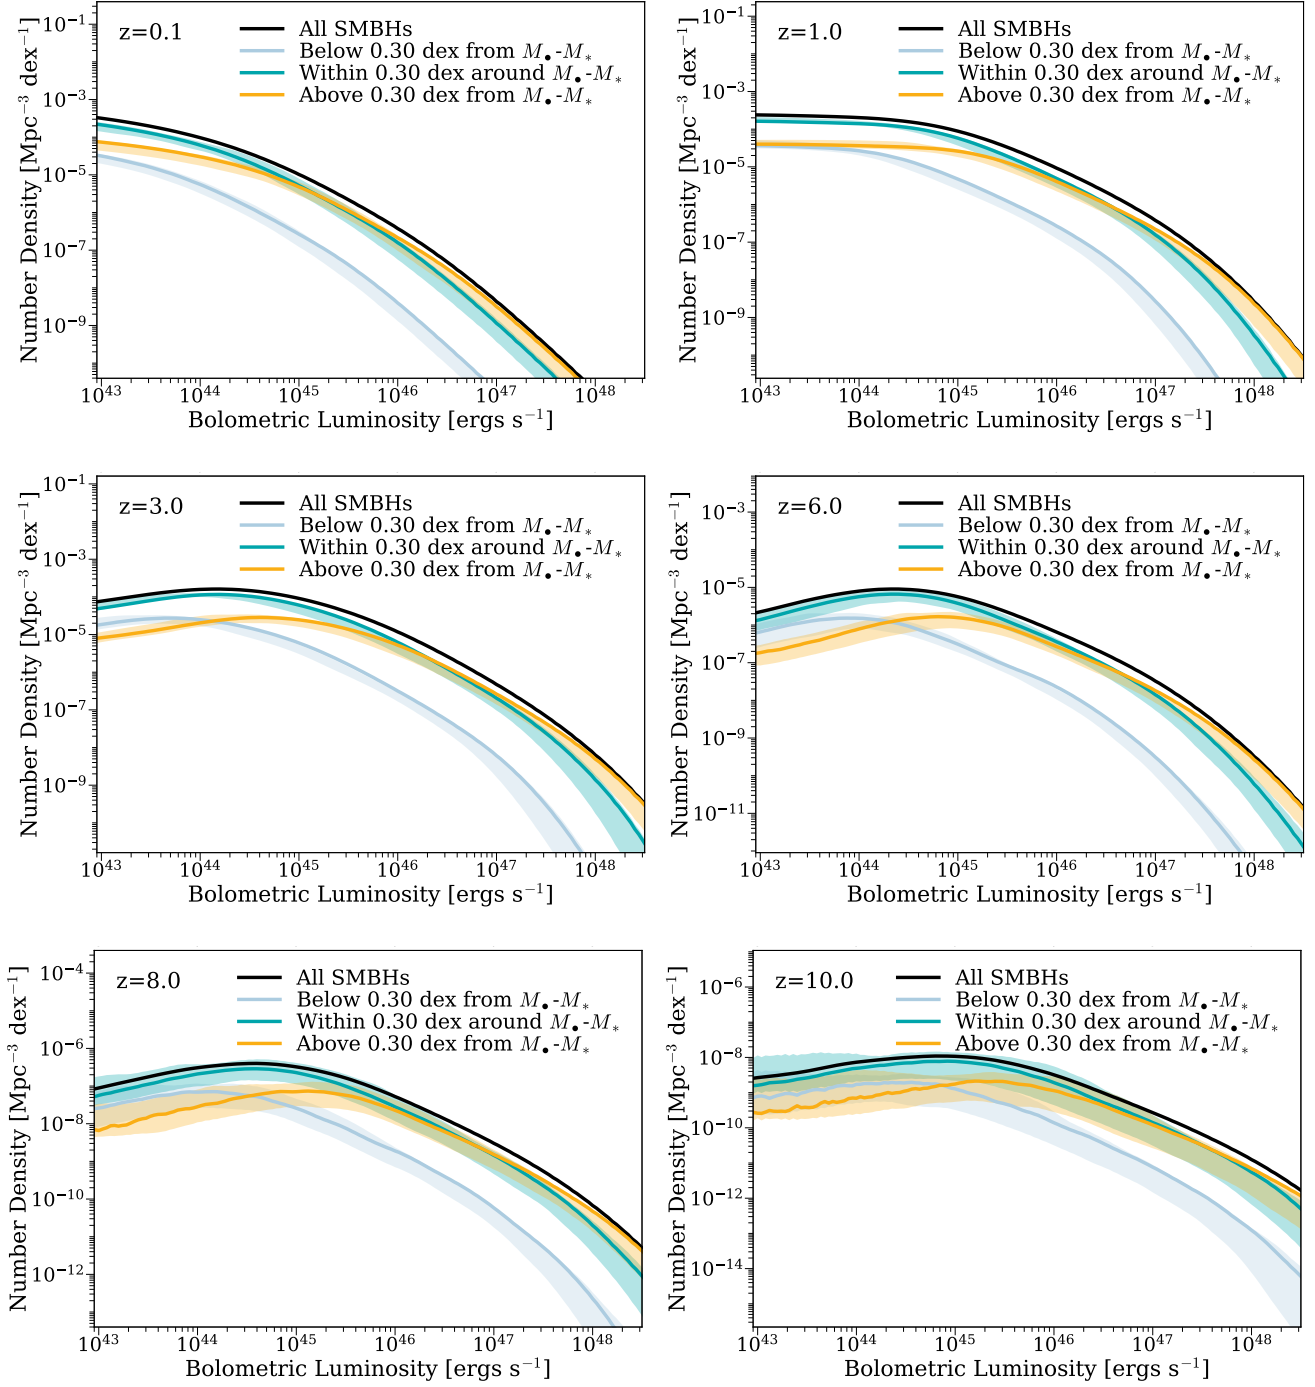 z=0.1
All SMBHs
Below 0.30 dex from M•-M*
Within 0.30 dex around M•-M*
Above 0.30 dex from M•-M*
Number Density [Mpc⁻³ dex⁻¹]
10⁻¹
10⁻³
10⁻⁵
10⁻⁷
10⁻⁹
10⁴³ 10⁴⁴ 10⁴⁵ 10⁴⁶ 10⁴⁷ 10⁴⁸
Bolometric Luminosity [ergs s⁻¹]
z=1.0
All SMBHs
Below 0.30 dex from M•-M*
Within 0.30 dex around M•-M*
Above 0.30 dex from M•-M*
Number Density [Mpc⁻³ dex⁻¹]
10⁻¹
10⁻³
10⁻⁵
10⁻⁷
10⁻⁹
10⁴³ 10⁴⁴ 10⁴⁵ 10⁴⁶ 10⁴⁷ 10⁴⁸
Bolometric Luminosity [ergs s⁻¹]
z=3.0
All SMBHs
Below 0.30 dex from M•-M*
Within 0.30 dex around M•-M*
Above 0.30 dex from M•-M*
Number Density [Mpc⁻³ dex⁻¹]
10⁻¹
10⁻³
10⁻⁵
10⁻⁷
10⁻⁹
10⁴³ 10⁴⁴ 10⁴⁵ 10⁴⁶ 10⁴⁷ 10⁴⁸
Bolometric Luminosity [ergs s⁻¹]
z=6.0
All SMBHs
Below 0.30 dex from M•-M*
Within 0.30 dex around M•-M*
Above 0.30 dex from M•-M*
Number Density [Mpc⁻³ dex⁻¹]
10⁻³
10⁻⁵
10⁻⁷
10⁻⁹
10⁻¹¹
10⁴³ 10⁴⁴ 10⁴⁵ 10⁴⁶ 10⁴⁷ 10⁴⁸
Bolometric Luminosity [ergs s⁻¹]
z=8.0
All SMBHs
Below 0.30 dex from M•-M*
Within 0.30 dex around M•-M*
Above 0.30 dex from M•-M*
Number Density [Mpc⁻³ dex⁻¹]
10⁻⁴
10⁻⁶
10⁻⁸
10⁻¹⁰
10⁻¹²
10⁴³ 10⁴⁴ 10⁴⁵ 10⁴⁶ 10⁴⁷ 10⁴⁸
Bolometric Luminosity [ergs s⁻¹]
z=10.0
All SMBHs
Below 0.30 dex from M•-M*
Within 0.30 dex around M•-M*
Above 0.30 dex from M•-M*
Number Density [Mpc⁻³ dex⁻¹]
10⁻⁶
10⁻⁸
10⁻¹⁰
10⁻¹²
10⁻¹⁴
10⁴³ 10⁴⁴ 10⁴⁵ 10⁴⁶ 10⁴⁷ 10⁴⁸
Bolometric Luminosity [ergs s⁻¹]